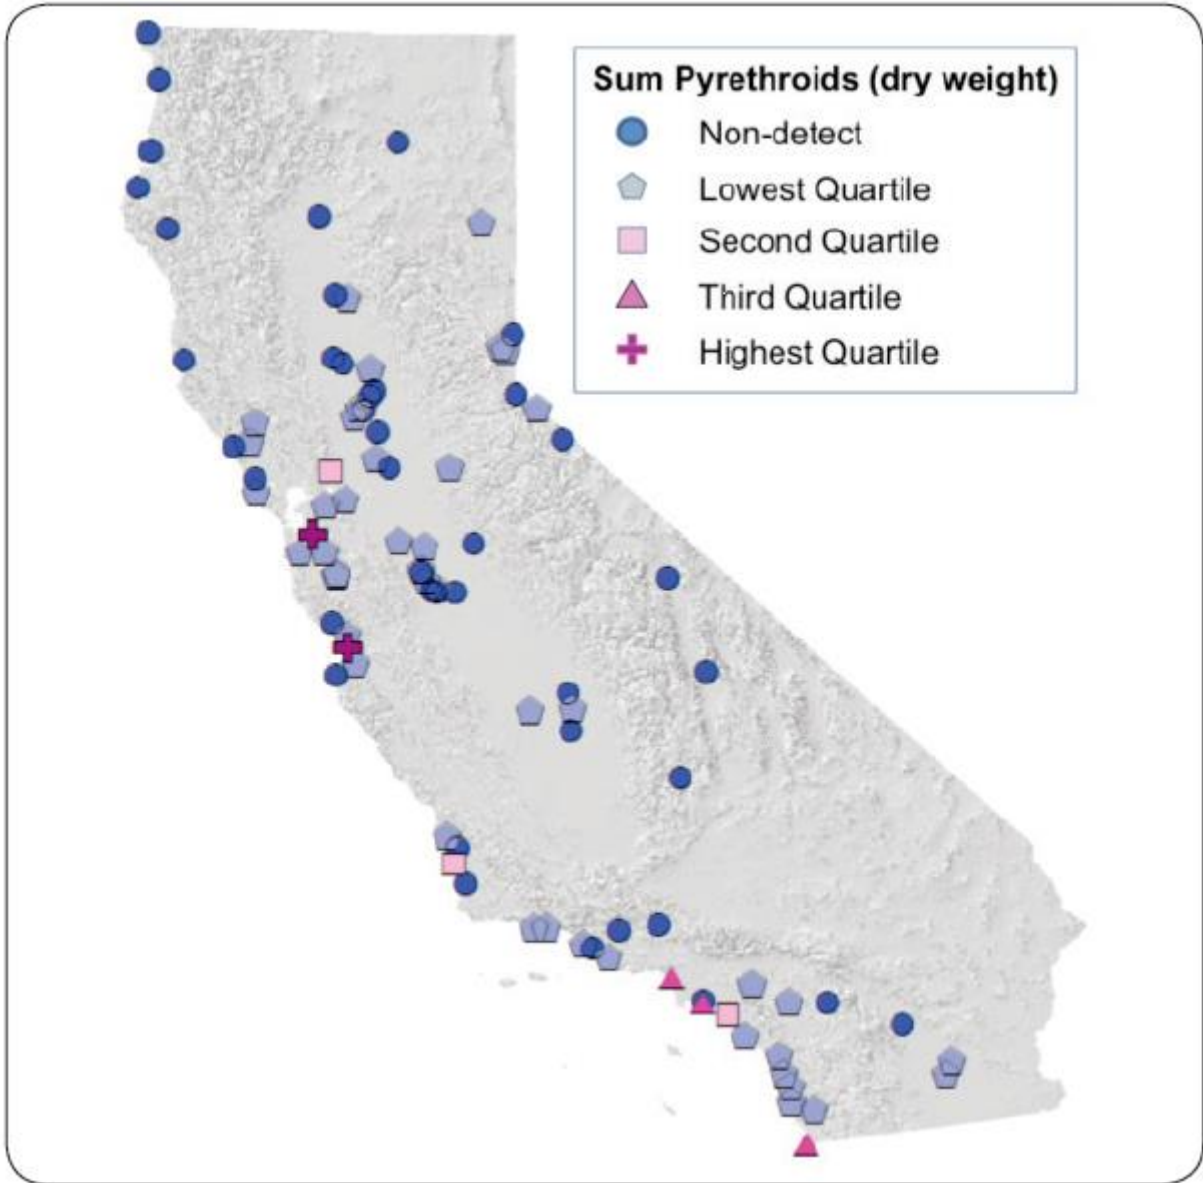 Sum Pyrethroids (dry weight)
Non-detect
Lowest Quartile
Second Quartile
Third Quartile
Highest Quartile